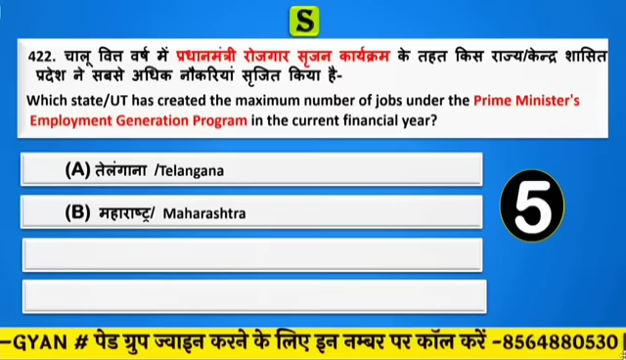 S
422. चालू वित्त वर्ष में प्रधानमंत्री रोजगार सृजन कार्यक्रम के तहत किस राज्य/केन्द्र शासित
प्रदेश ने सबसे अधिक नौकरियां सृजित किया है-
Which state/UT has created the maximum number of jobs under the Prime Minister's
Employment Generation Program in the current financial year?
(A) तेलंगाना /Telangana
(B) महाराष्ट्र/ Maharashtra
5
-GYAN # पेड ग्रुप ज्वाइन करने के लिए इन नम्बर पर कॉल करें -8564880530